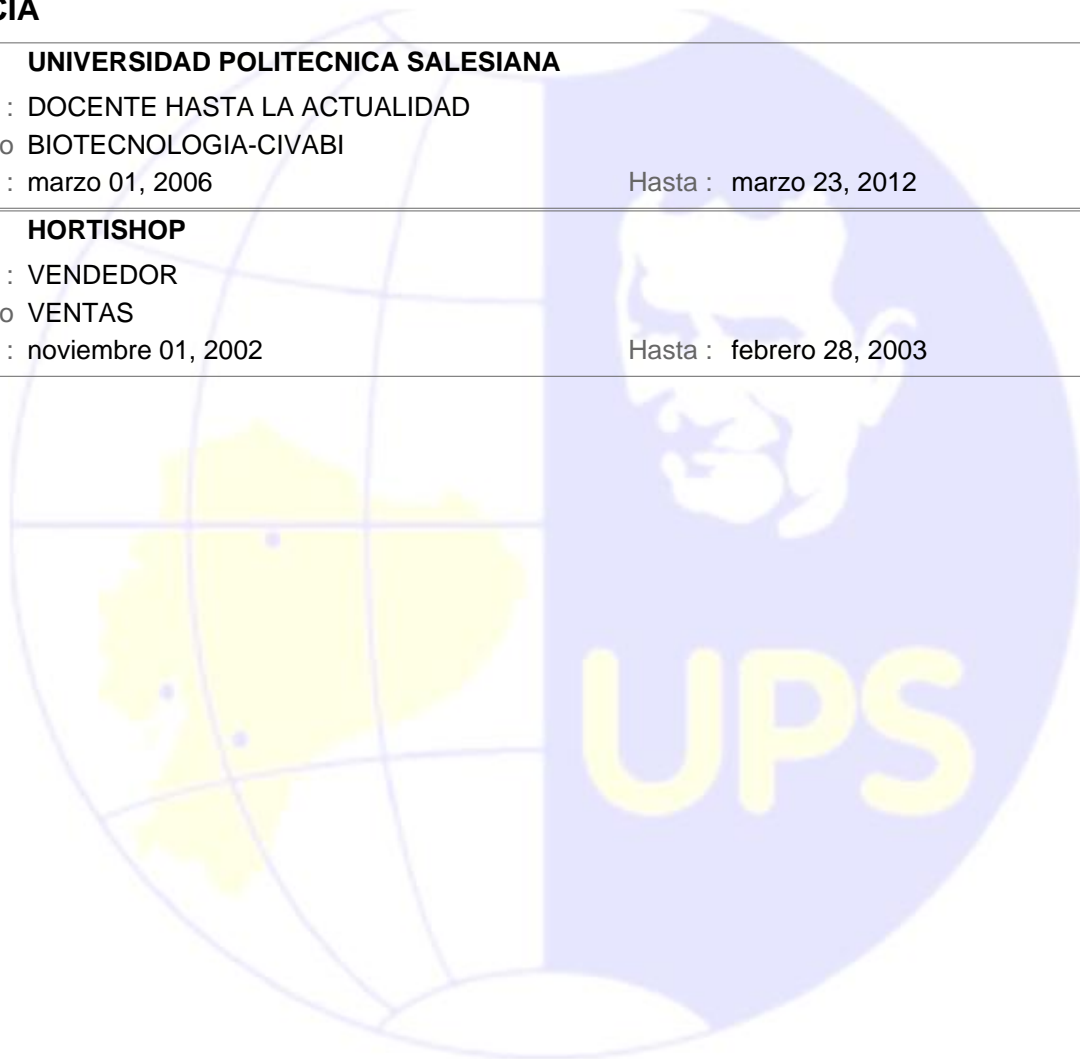 CIA
UNIVERSIDAD POLITECNICA SALESIANA
: DOCENTE HASTA LA ACTUALIDAD
o BIOTECNOLOGIA-CIVABI
: marzo 01, 2006 Hasta : marzo 23, 2012
HORTISHOP
: VENDEDOR
o VENTAS
: noviembre 01, 2002 Hasta : febrero 28, 2003
UPS